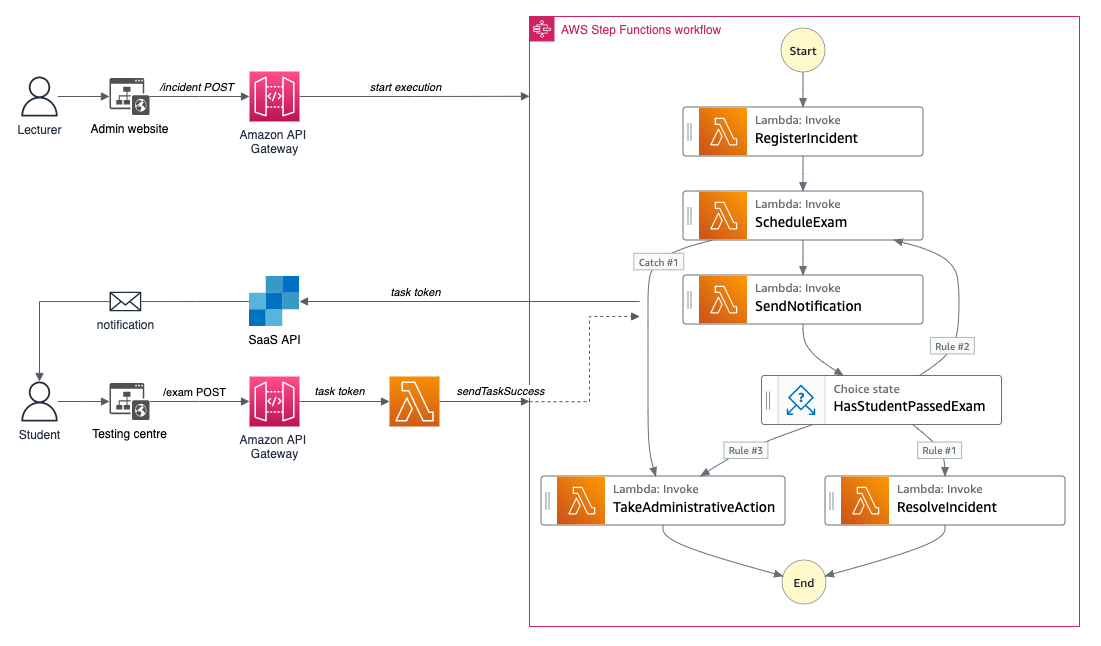 AWS Step Functions workflow
Start
/incident POST
start execution
Lecturer
Admin website
Amazon API
Gateway
Lambda: Invoke
RegisterIncident
Lambda: Invoke
ScheduleExam
Catch #1
Lambda: Invoke
SendNotification
task token
notification
SaaS API
Rule #2
/exam POST
task token
sendTaskSuccess
Student
Testing centre
Amazon API
Gateway
Choice state
HasStudentPassedExam
Rule #3
Rule #1
Lambda: Invoke
TakeAdministrativeAction
Lambda: Invoke
ResolveIncident
End